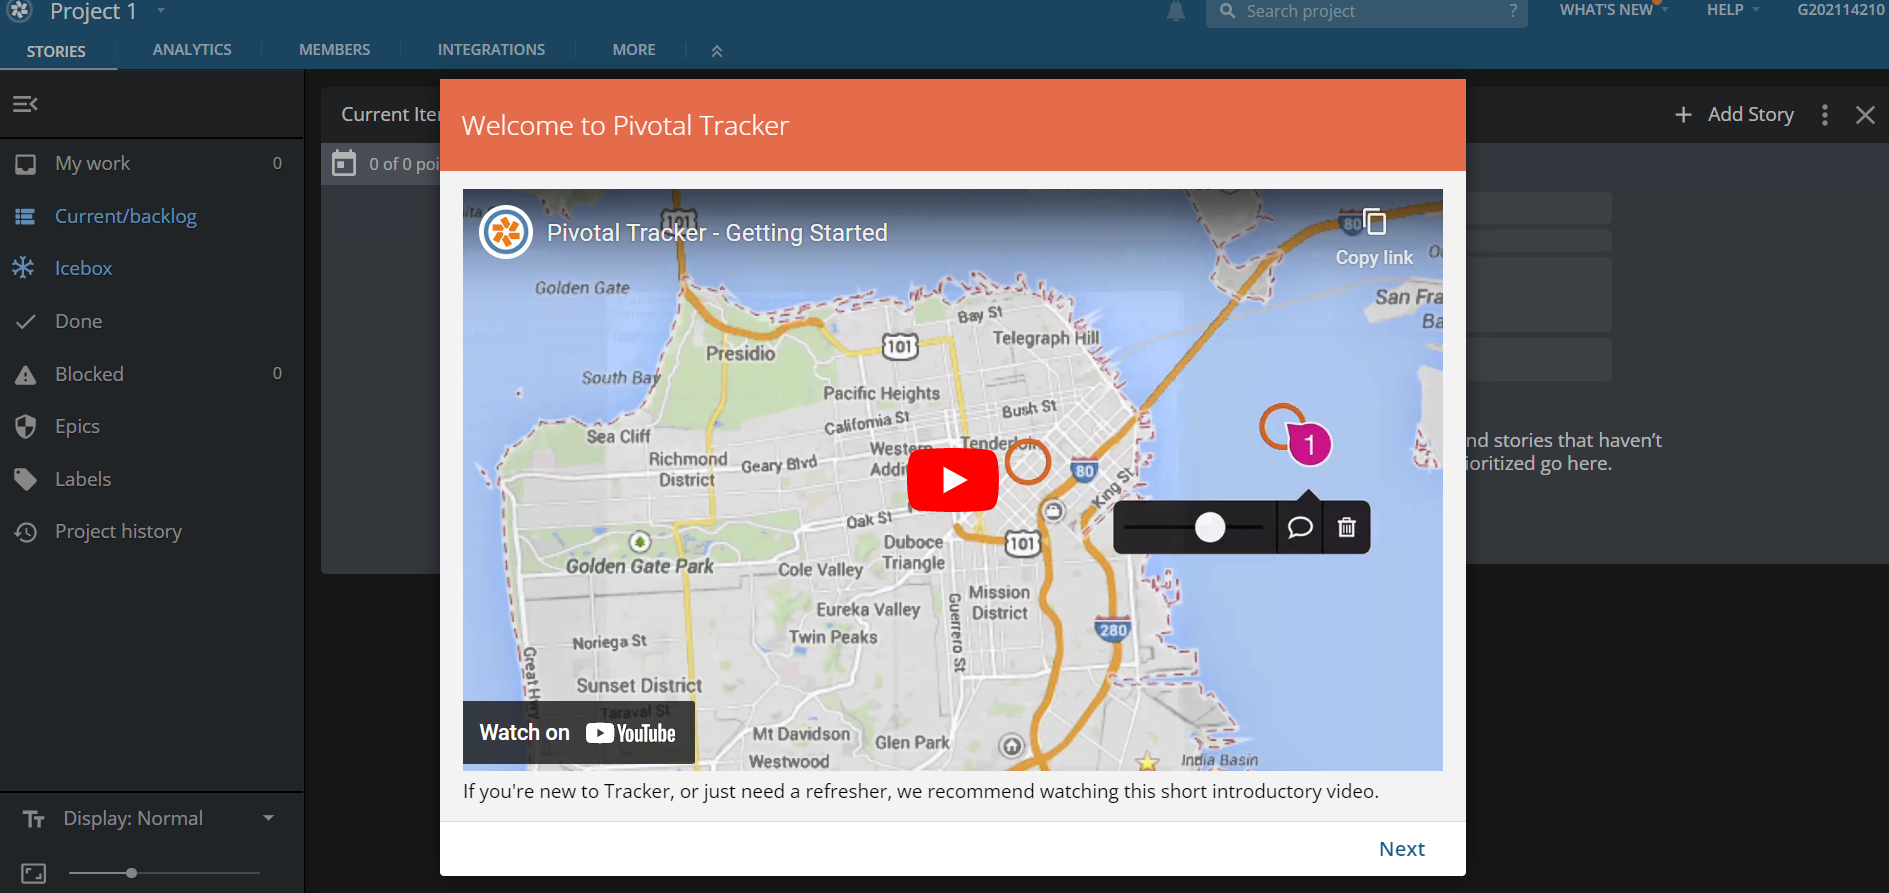 Project 1
Search project
?
WHAT'S NEW
HELP
G202114210
STORIES
ANALYTICS
MEMBERS
INTEGRATIONS
MORE
My work 0
Current/backlog
Icebox
Done
Blocked 0
Epics
Labels
Project history
Display: Normal
Current Iter
0 of 0 poi
Add Story
nd stories that haven't
ioritized go here.
Welcome to Pivotal Tracker
Pivotal Tracker - Getting Started
Copy link
101
80
Golden Gate
San Fra
Ba
Bay St
Telegraph Hill
101
Presidio
South Bay
Pacific Heights
Bush St
California St
Sea Cliff
Western
Addi
Tenderloin
1
Richmond
District
Geary Blvd
80
King St
Oak St
Duboce
Triangle
101
Golden Gate Park
Cole Valley
Mission
District
Eureka Valley
Guerrero St
280
Twin Peaks
Noriega St
Great Hwy
Sunset District
Taraval St
Mt Davidson
Glen Park
Westwood
India Basin
Watch on YouTube
If you're new to Tracker, or just need a refresher, we recommend watching this short introductory video.
Next